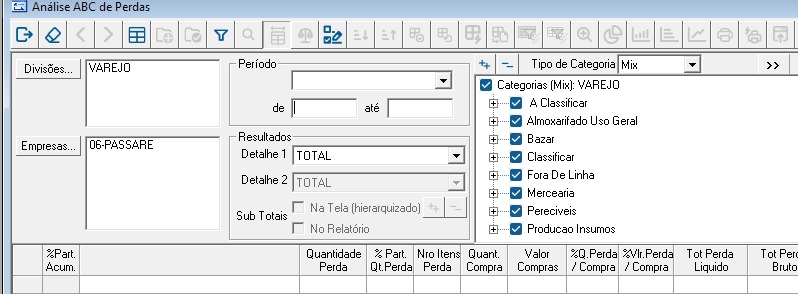 Análise ABC de Perdas
Divisões...
VAREJO
Empresas...
06-PASSARE
Período
de
até
Resultados
Detalhe 1
TOTAL
Detalhe 2
TOTAL
Sub Totais
Na Tela (hierarquizado)
No Relatório
Tipo de Categoria
Mix
>>
Categorias (Mix): VAREJO
A Classificar
Almoxarifado Uso Geral
Bazar
Classificar
Fora De Linha
Mercearia
Pereciveis
Producao Insumos
%Part. Acum.
Quantidade Perda
% Part. Qt.Perda
Nro Itens Perda
Quant. Compra
Valor Compras
%Q.Perda / Compra
%Vlr.Perda / Compra
Tot Perda Liquido
Tot Perd Bruto